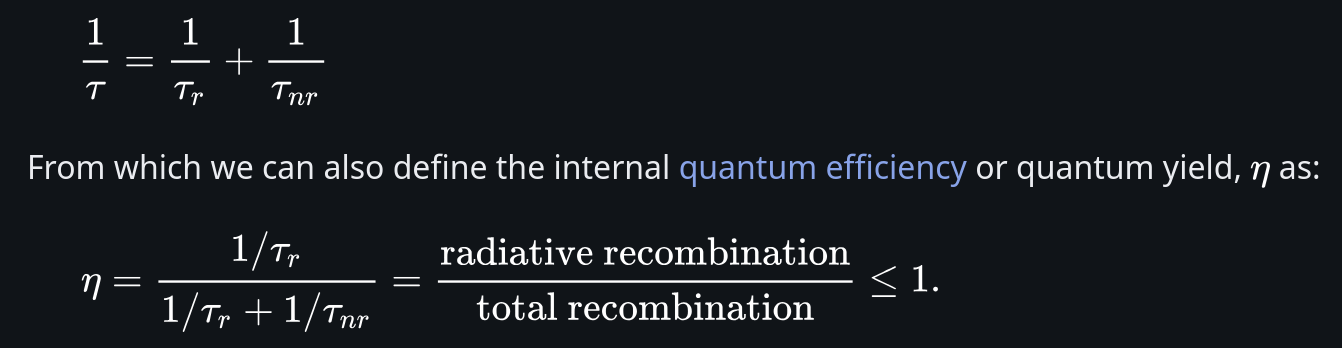 1/τ = 1/τ_r + 1/τ_nr
From which we can also define the internal quantum efficiency or quantum yield, η as:
η = (1/τ_r)/(1/τ_r + 1/τ_nr) = (radiative recombination)/(total recombination) ≤ 1.